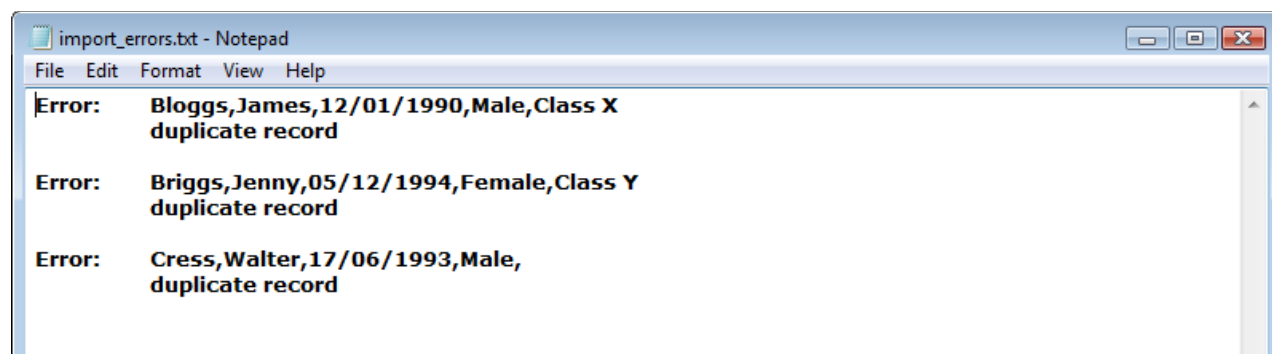 import_errors.txt - Notepad
File Edit Format View Help
Error: Bloggs,James,12/01/1990,Male,Class X
duplicate record
Error: Briggs,Jenny,05/12/1994,Female,Class Y
duplicate record
Error: Cress,Walter,17/06/1993,Male,
duplicate record